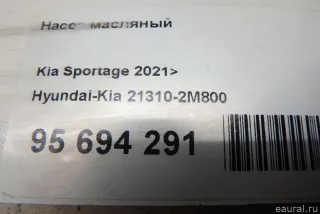 Насос масляный
Kia Sportage 2021>
Hyundai-Kia 21310-2M800
95 694 291
eaural.ru